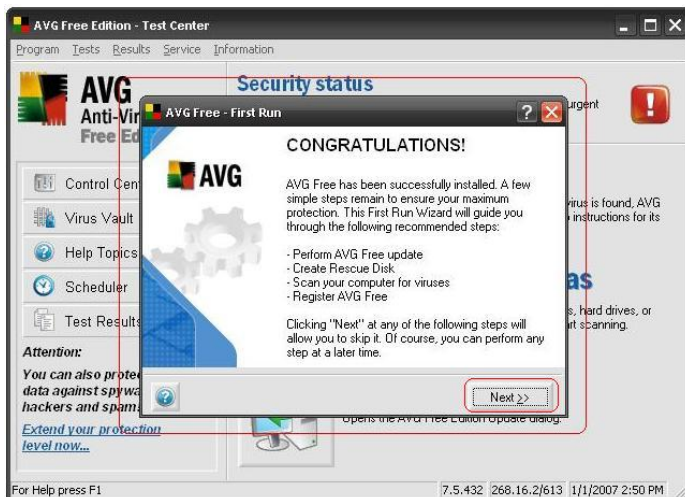 AVG Free Edition - Test Center
Program Tests Results Service Information
AVG
Anti-Vir
Free Ed
Control Cen
Virus Vault
Help Topics
Scheduler
Test Results
Attention:
You can also prote
data against spywa
hackers and spam!
Extend your protection
level now...
Security status
urgent
virus is found, AVG
instructions for its
as
s, hard drives, or
rt scanning.
Opens the AVG Free Edition Update dialog.
AVG Free - First Run
AVG
CONGRATULATIONS!
AVG Free has been successfully installed. A few
simple steps remain to ensure your maximum
protection. This First Run Wizard will guide you
through the following recommended steps:
- Perform AVG Free update
- Create Rescue Disk
- Scan your computer for viruses
- Register AVG Free
Clicking "Next" at any of the following steps will
allow you to skip it. Of course, you can perform any
step at a later time.
Next >>
For Help press F1
7.5.432 268.16.2/613 1/1/2007 2:50 PM